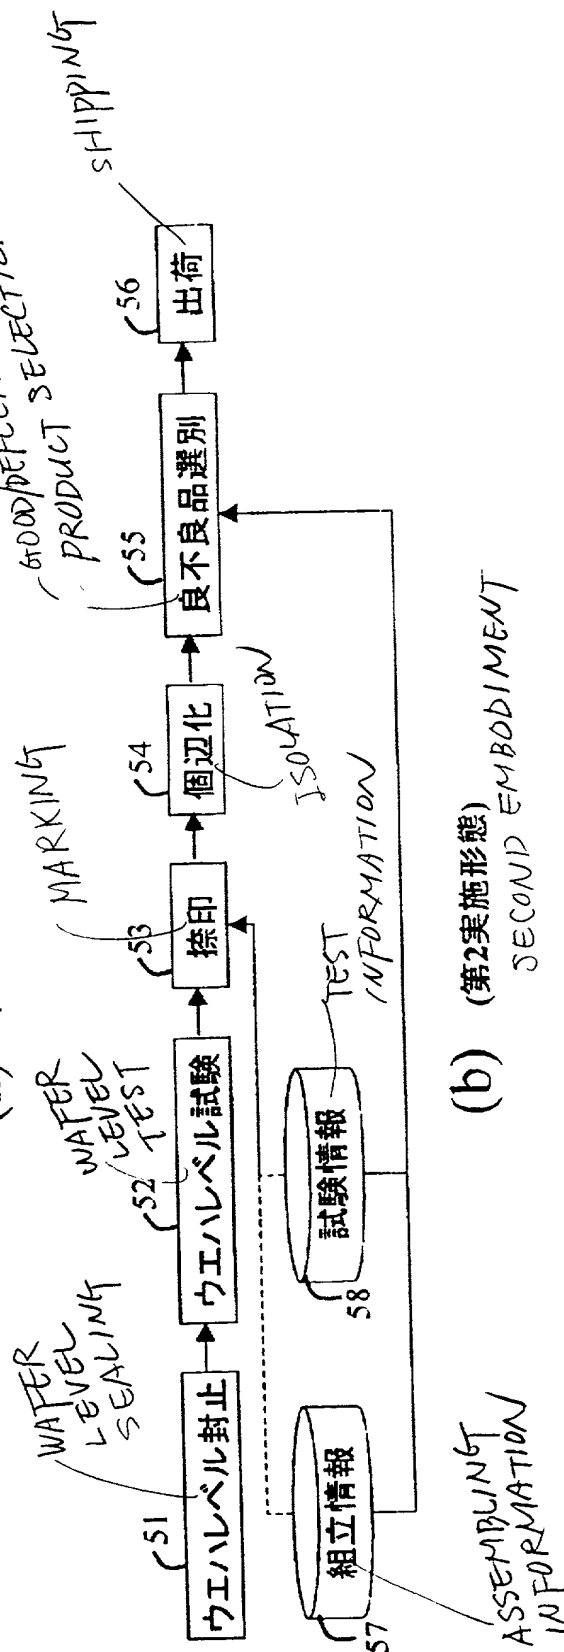 SHIPPING
56
出荷
PRODUCT SELECTION
55
良不良品選別
54
個辺化
ISOLATION
MARKING
53
捺印
WAFER
LEVEL
TEST
52
ウエハレベル試験
WAFER
LEVEL
SEALING
51
ウエハレベル封止
TEST
INFORMATION
試験情報
58
組立情報
57
ASSEMBLING
INFORMATION
(b) (第2実施形態)
SECOND EMBODIMENT